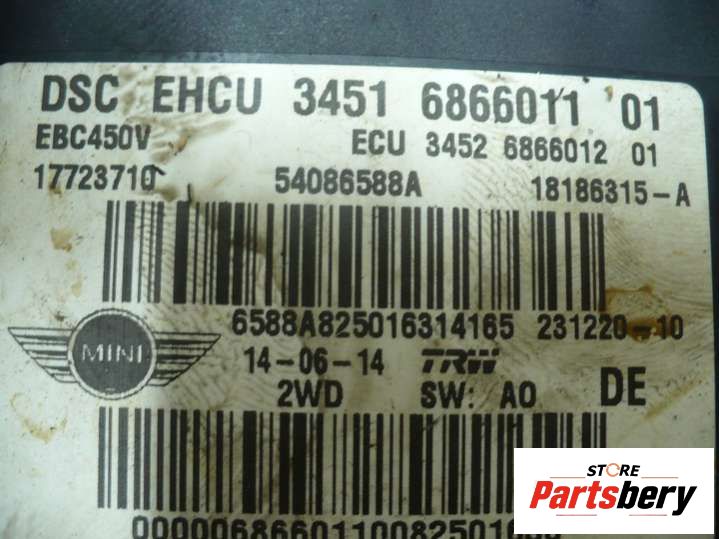 DSC EHCU 3451 6866011 01
EBC450V ECU 3452 6866012 01
17723710 54086588A 18186315-A
6588A825016314165 231220-10
MINI
14-06-14 TRW
2WD SW: A0 DE
STORE
Partsbery